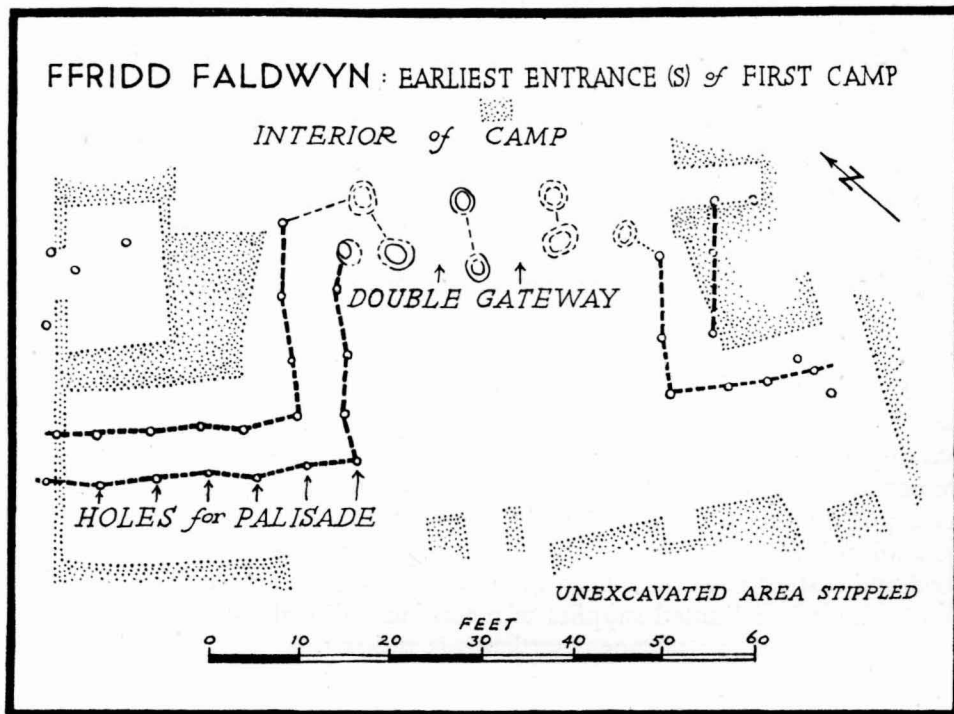 FFRIDD FALDWYN : EARLIEST ENTRANCE (S) of FIRST CAMP
INTERIOR of CAMP
N
DOUBLE GATEWAY
HOLES for PALISADE
UNEXCAVATED AREA STIPPLED
FEET
0 10 20 30 40 50 60